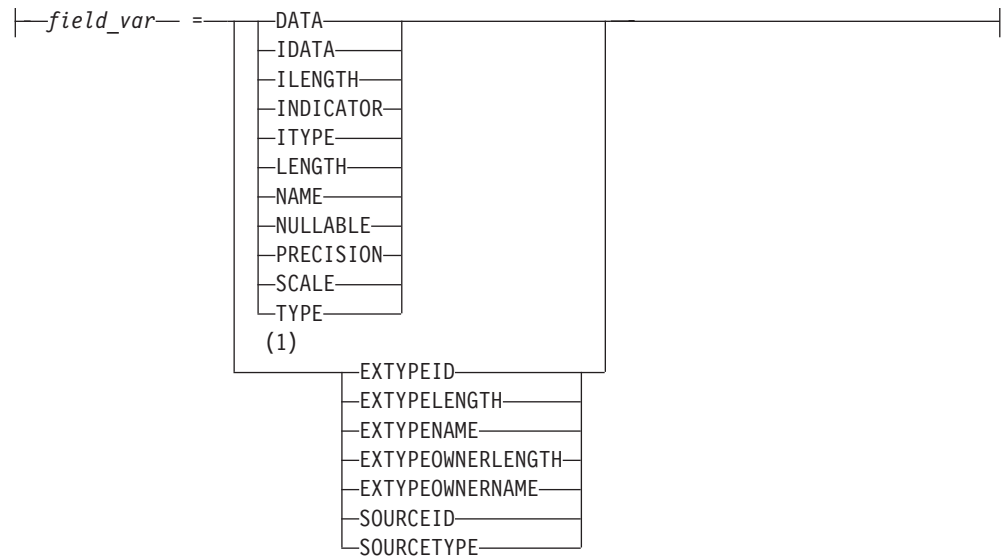 field_var = DATA
IDATA
ILENGTH
INDICATOR
ITYPE
LENGTH
NAME
NULLABLE
PRECISION
SCALE
TYPE
(1)
EXTYPEID
EXTYPELENGTH
EXTYPENAME
EXTYPEOWNERLENGTH
EXTYPEOWNERNAME
SOURCEID
SOURCETYPE